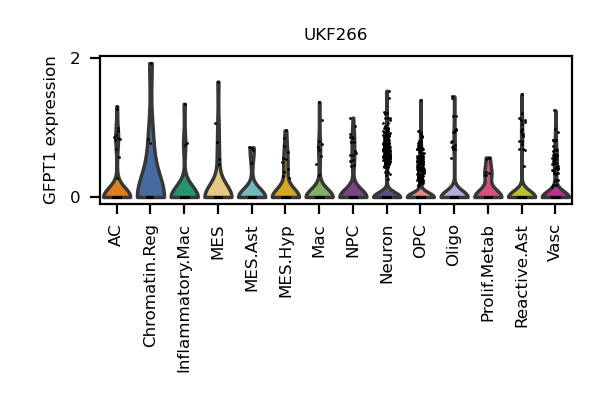 UKF266
GFPT1 expression
2
0
AC
Chromatin.Reg
Inflammatory.Mac
MES
MES.Ast
MES.Hyp
Mac
NPC
Neuron
OPC
Oligo
Prolif.Metab
Reactive.Ast
Vasc